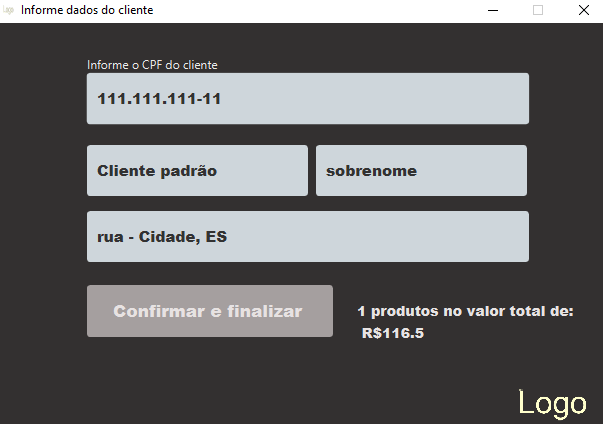 Informe dados do cliente
Informe o CPF do cliente
111.111.111-11
Cliente padrão sobrenome
rua - Cidade, ES
Confirmar e finalizar
1 produtos no valor total de:
R$116.5
Logo